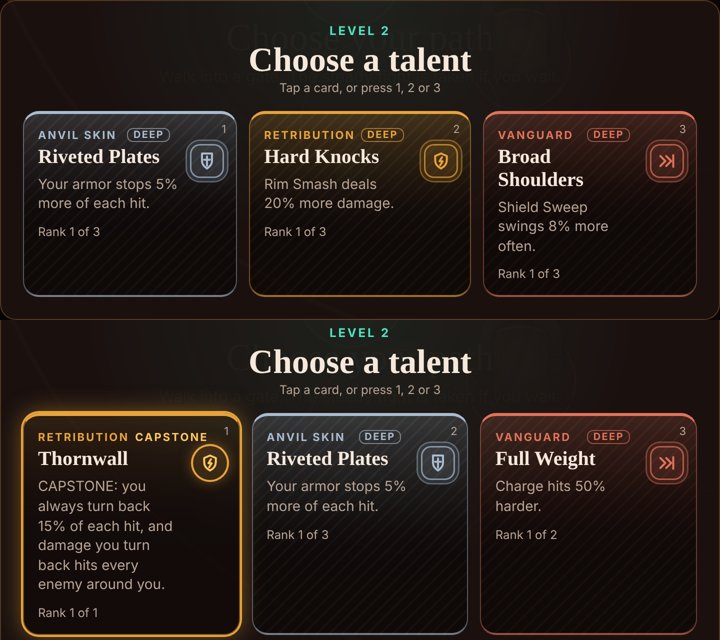 LEVEL 2
Choose a talent
Tap a card, or press 1, 2 or 3
ANVIL SKIN DEEP 1
Riveted Plates
Your armor stops 5%
more of each hit.
Rank 1 of 3
RETRIBUTION DEEP 2
Hard Knocks
Rim Smash deals
20% more damage.
Rank 1 of 3
VANGUARD DEEP 3
Broad
Shoulders
Shield Sweep
swings 8% more
often.
Rank 1 of 3
LEVEL 2
Choose a talent
Tap a card, or press 1, 2 or 3
RETRIBUTION CAPSTONE 1
Thornwall
CAPSTONE: you
always turn back
15% of each hit, and
damage you turn
back hits every
enemy around you.
Rank 1 of 1
ANVIL SKIN DEEP 2
Riveted Plates
Your armor stops 5%
more of each hit.
Rank 1 of 3
VANGUARD DEEP 3
Full Weight
Charge hits 50%
harder.
Rank 1 of 2